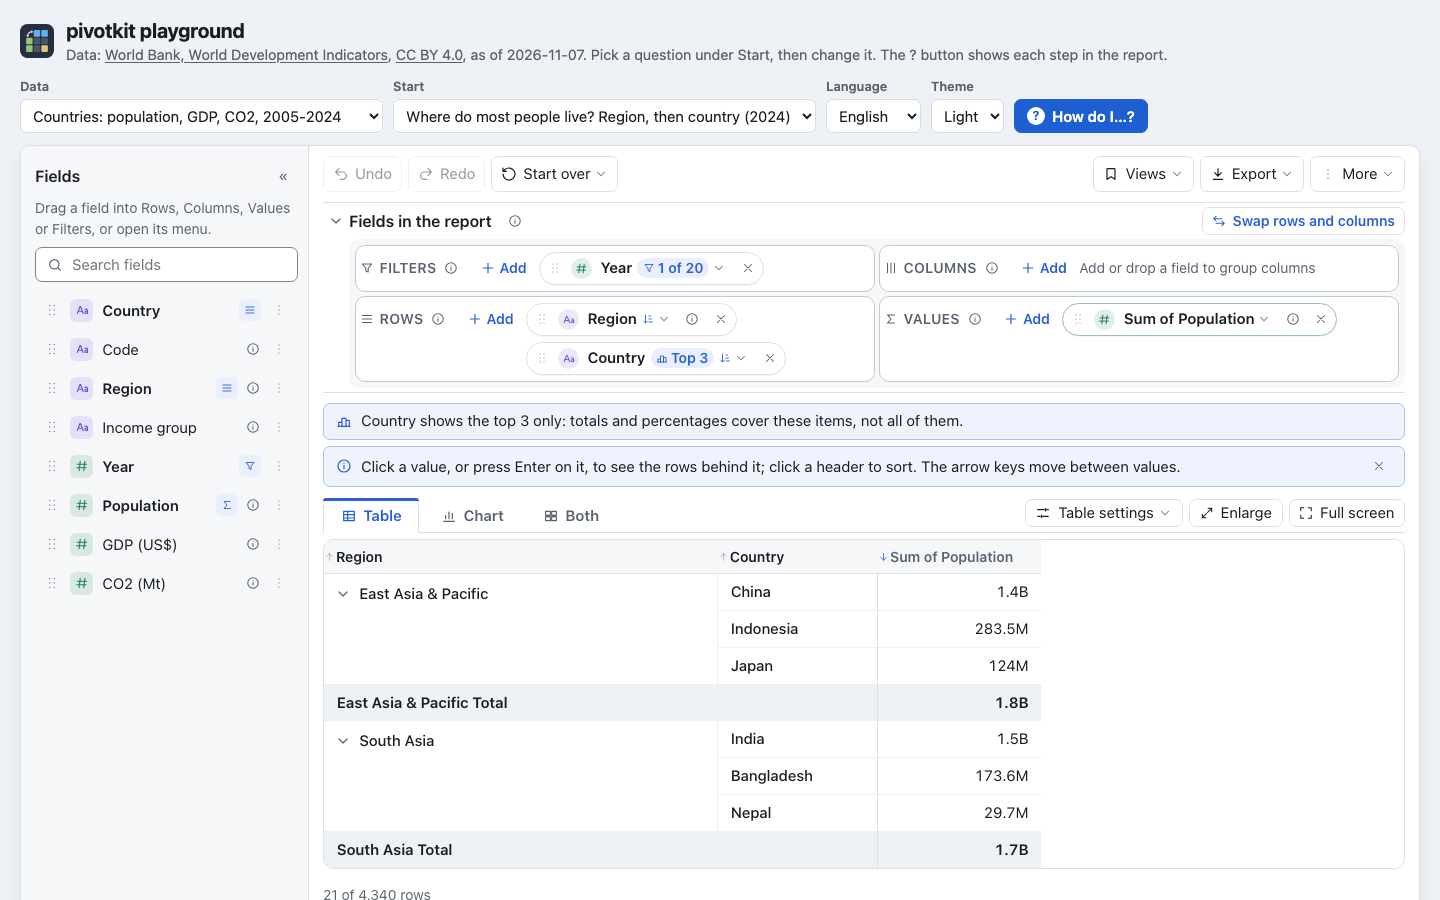 pivotkit playground
Data: World Bank, World Development Indicators, CC BY 4.0, as of 2026-11-07. Pick a question under Start, then change it. The ? button shows each step in the report.
Data
Start
Language
Theme
Countries: population, GDP, CO2, 2005-2024
Where do most people live? Region, then country (2024)
English
Light
? How do I...?
Fields
«
Drag a field into Rows, Columns, Values
or Filters, or open its menu.
Search fields
Aa Country
Aa Code
Aa Region
Aa Income group
# Year
# Population Σ
# GDP (US$)
# CO2 (Mt)
Undo
Redo
Start over
Views
Export
More
Fields in the report
Swap rows and columns
FILTERS
+ Add
# Year 1 of 20
COLUMNS
+ Add
Add or drop a field to group columns
ROWS
+ Add
Aa Region
Aa Country Top 3
Σ VALUES
+ Add
# Sum of Population
Country shows the top 3 only: totals and percentages cover these items, not all of them.
Click a value, or press Enter on it, to see the rows behind it; click a header to sort. The arrow keys move between values.
Table
Chart
Both
Table settings
Enlarge
Full screen
↑ Region
↑ Country
↓ Sum of Population
East Asia & Pacific
China
1.4B
Indonesia
283.5M
Japan
124M
East Asia & Pacific Total
1.8B
South Asia
India
1.5B
Bangladesh
173.6M
Nepal
29.7M
South Asia Total
1.7B
21 of 4,340 rows